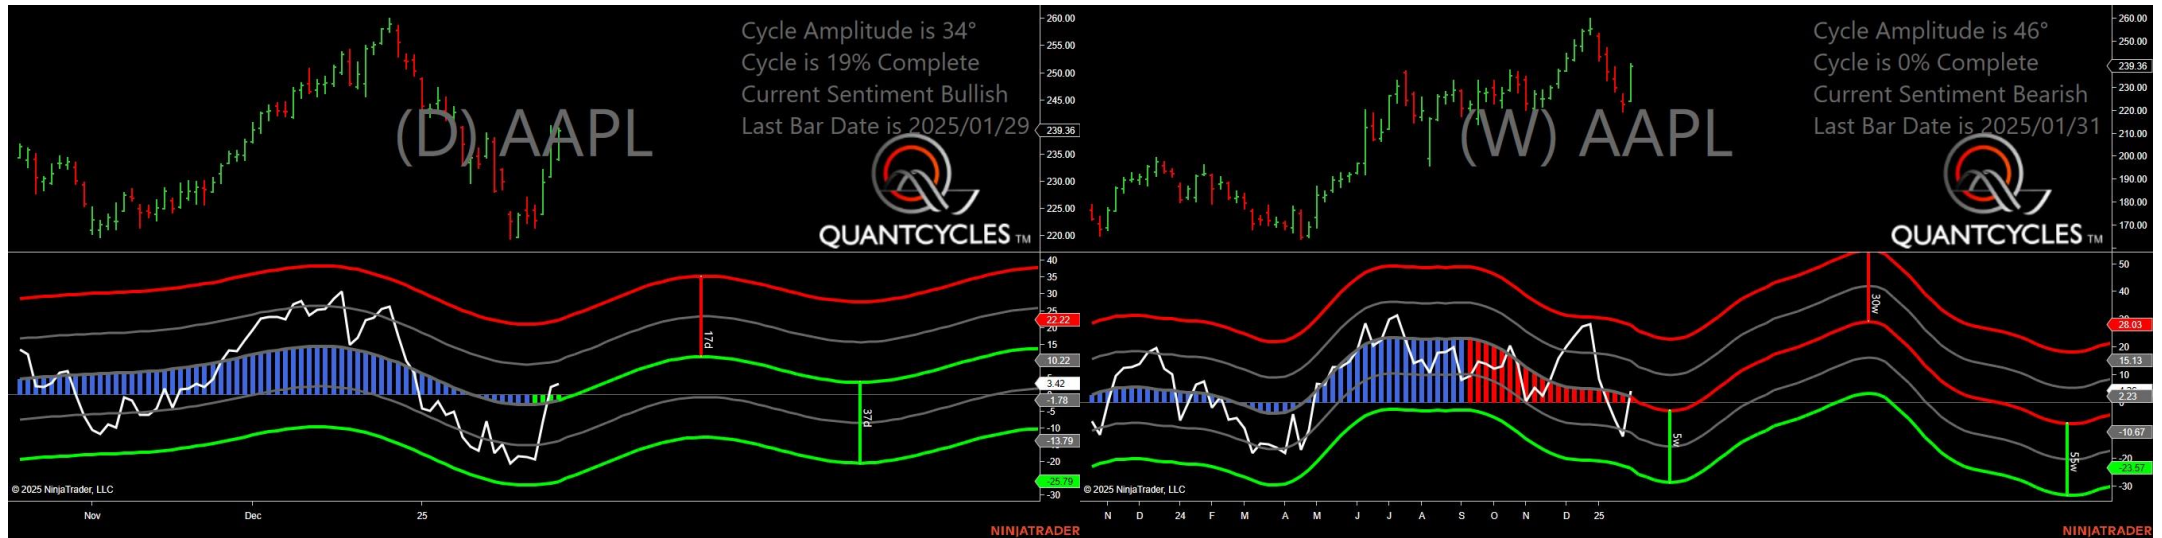 Cycle Amplitude is 34°
Cycle is 19% Complete
Current Sentiment Bullish
Last Bar Date is 2025/01/29
(D) AAPL
QUANTCYCLES TM
260.00
255.00
250.00
245.00
239.36
235.00
230.00
225.00
220.00
40
35
30
25
22.22
20
15
10.22
5
3.42
-1.78
-5
-10
-13.79
-20
-25.79
-30
17d
37d
© 2025 NinjaTrader, LLC
Nov Dec 25
NINJATRADER
Cycle Amplitude is 46°
Cycle is 0% Complete
Current Sentiment Bearish
Last Bar Date is 2025/01/31
(W) AAPL
QUANTCYCLES TM
260.00
250.00
239.36
230.00
220.00
210.00
200.00
190.00
180.00
170.00
50
40
30
28.03
20
15.13
10
2.23
0
-10.67
-20
-23.57
-30
30w
5w
55w
© 2025 NinjaTrader, LLC
N D 24 F M A M J J A S O N D 25
NINJATRADER